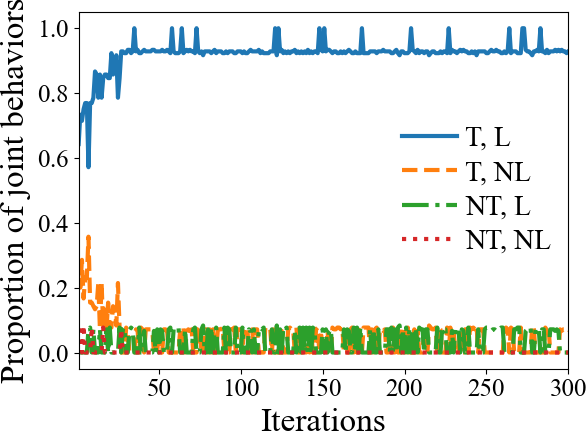 Proportion of joint behaviors
1.0
0.8
0.6
0.4
0.2
0.0
T, L
T, NL
NT, L
NT, NL
50 100 150 200 250 300
Iterations